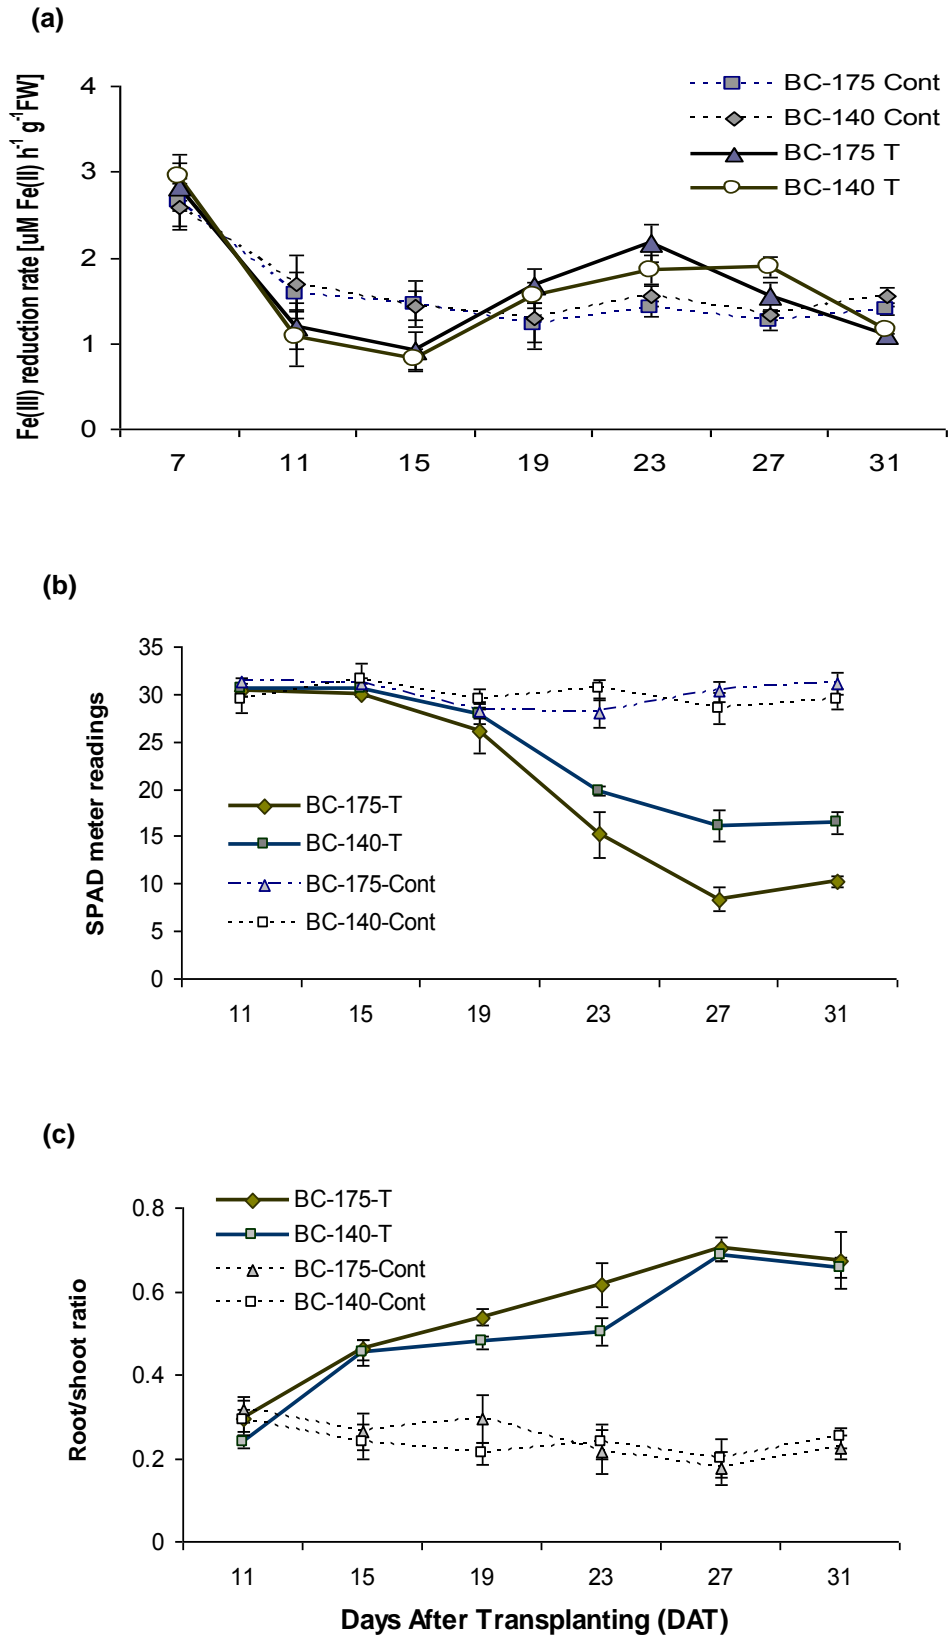 (a)
Fe(III) reduction rate [uM Fe(II) h⁻¹ g⁻¹FW]
4
3
2
1
0
BC-175 Cont
BC-140 Cont
BC-175 T
BC-140 T
7 11 15 19 23 27 31
(b)
SPAD meter readings
35
30
25
20
15
10
5
0
BC-175-T
BC-140-T
BC-175-Cont
BC-140-Cont
11 15 19 23 27 31
(c)
Root/shoot ratio
0.8
0.6
0.4
0.2
0
BC-175-T
BC-140-T
BC-175-Cont
BC-140-Cont
11 15 19 23 27 31
Days After Transplanting (DAT)